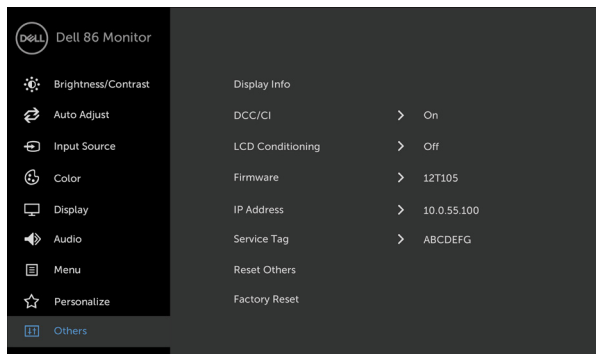 DELL
Dell 86 Monitor
Brightness/Contrast
Auto Adjust
Input Source
Color
Display
Audio
Menu
Personalize
Others
Display Info
DCC/CI > On
LCD Conditioning > Off
Firmware > 12T105
IP Address > 10.0.55.100
Service Tag > ABCDEFG
Reset Others
Factory Reset